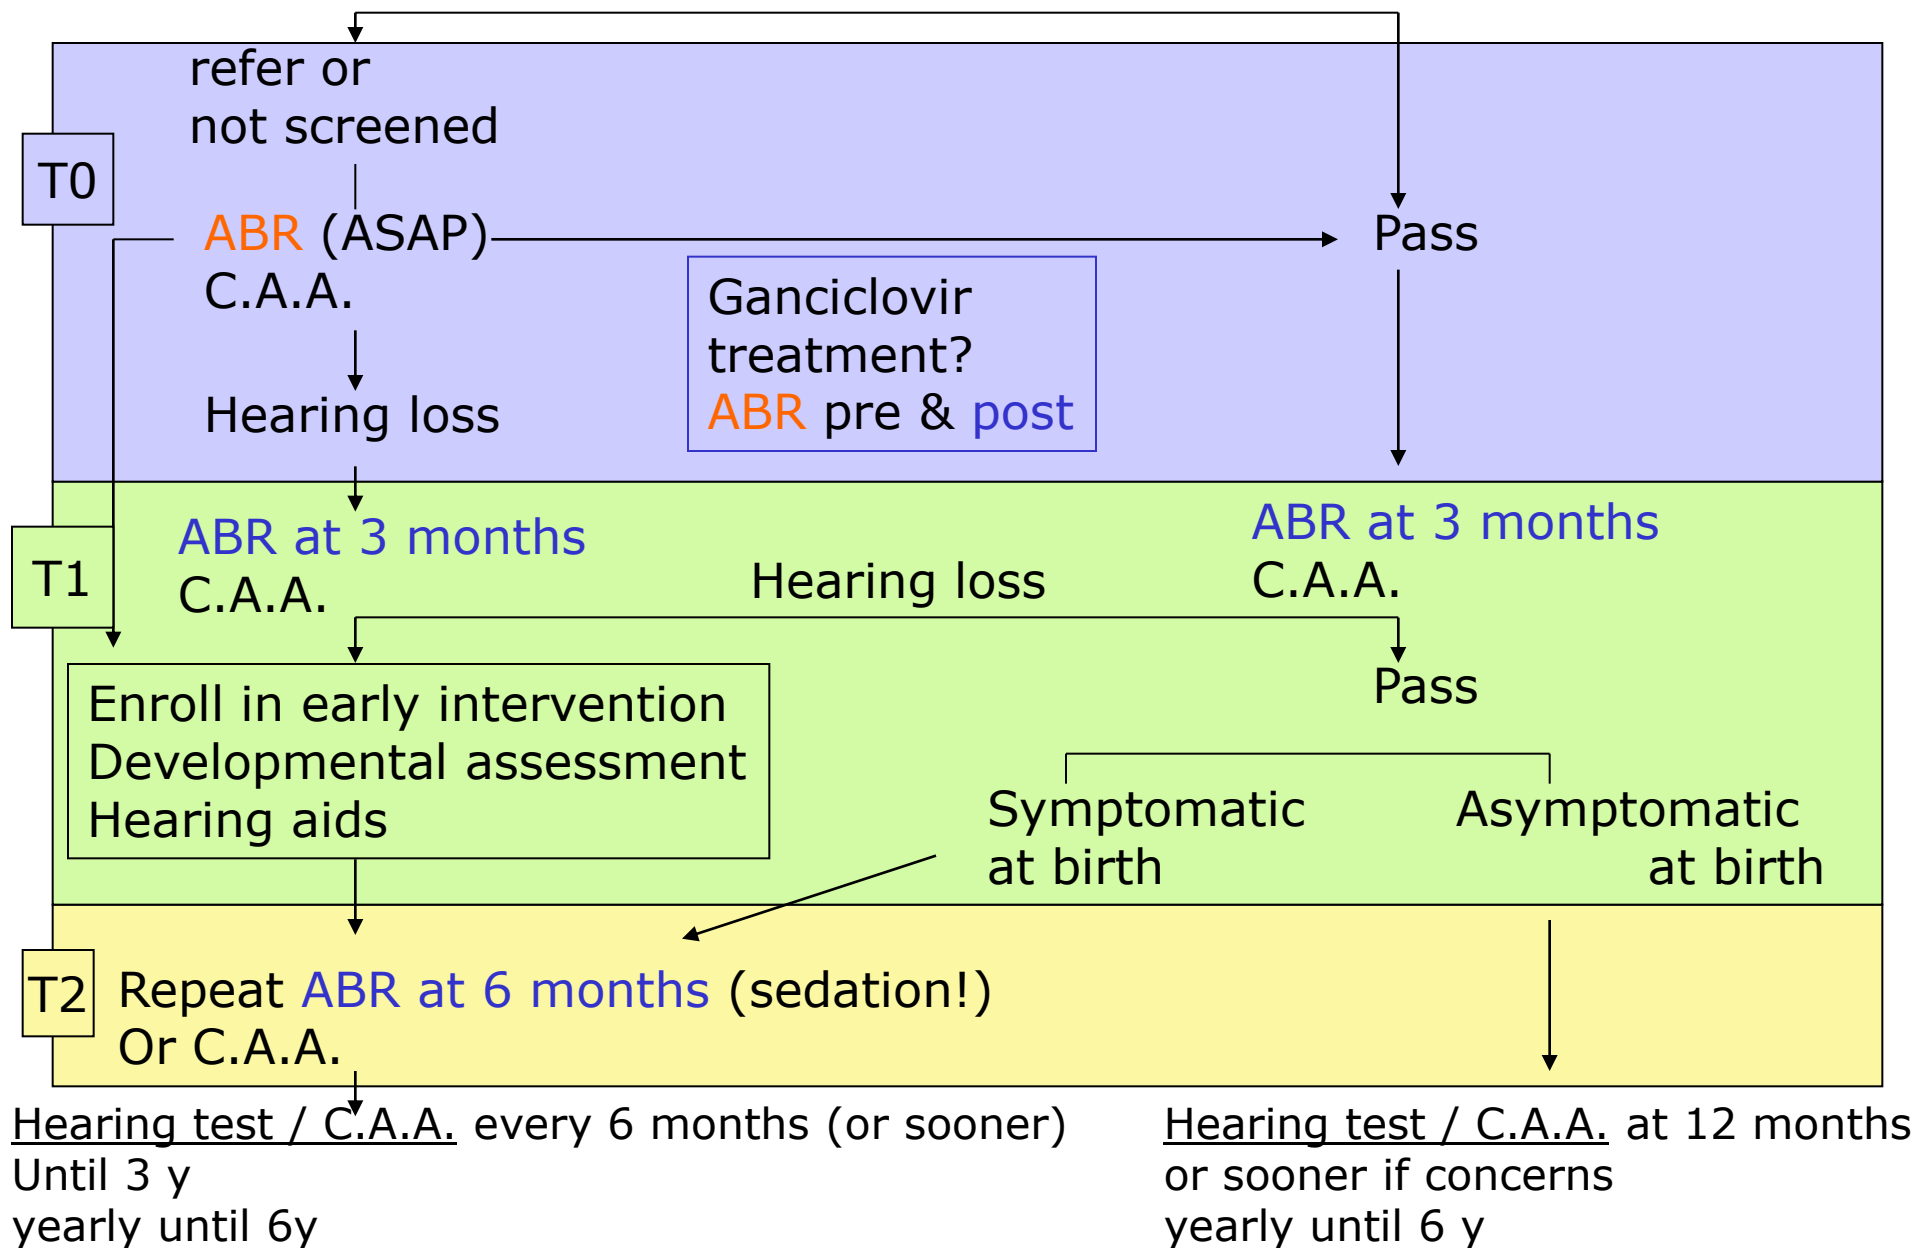 refer or
not screened
T0
ABR (ASAP)
C.A.A.
Pass
Ganciclovir
treatment?
ABR pre & post
Hearing loss
T1
ABR at 3 months
C.A.A.
Hearing loss
ABR at 3 months
C.A.A.
Enroll in early intervention
Developmental assessment
Hearing aids
Pass
Symptomatic
at birth
Asymptomatic
at birth
T2
Repeat ABR at 6 months (sedation!)
Or C.A.A.
Hearing test / C.A.A. every 6 months (or sooner)
Until 3 y
yearly until 6y
Hearing test / C.A.A. at 12 months
or sooner if concerns
yearly until 6 y